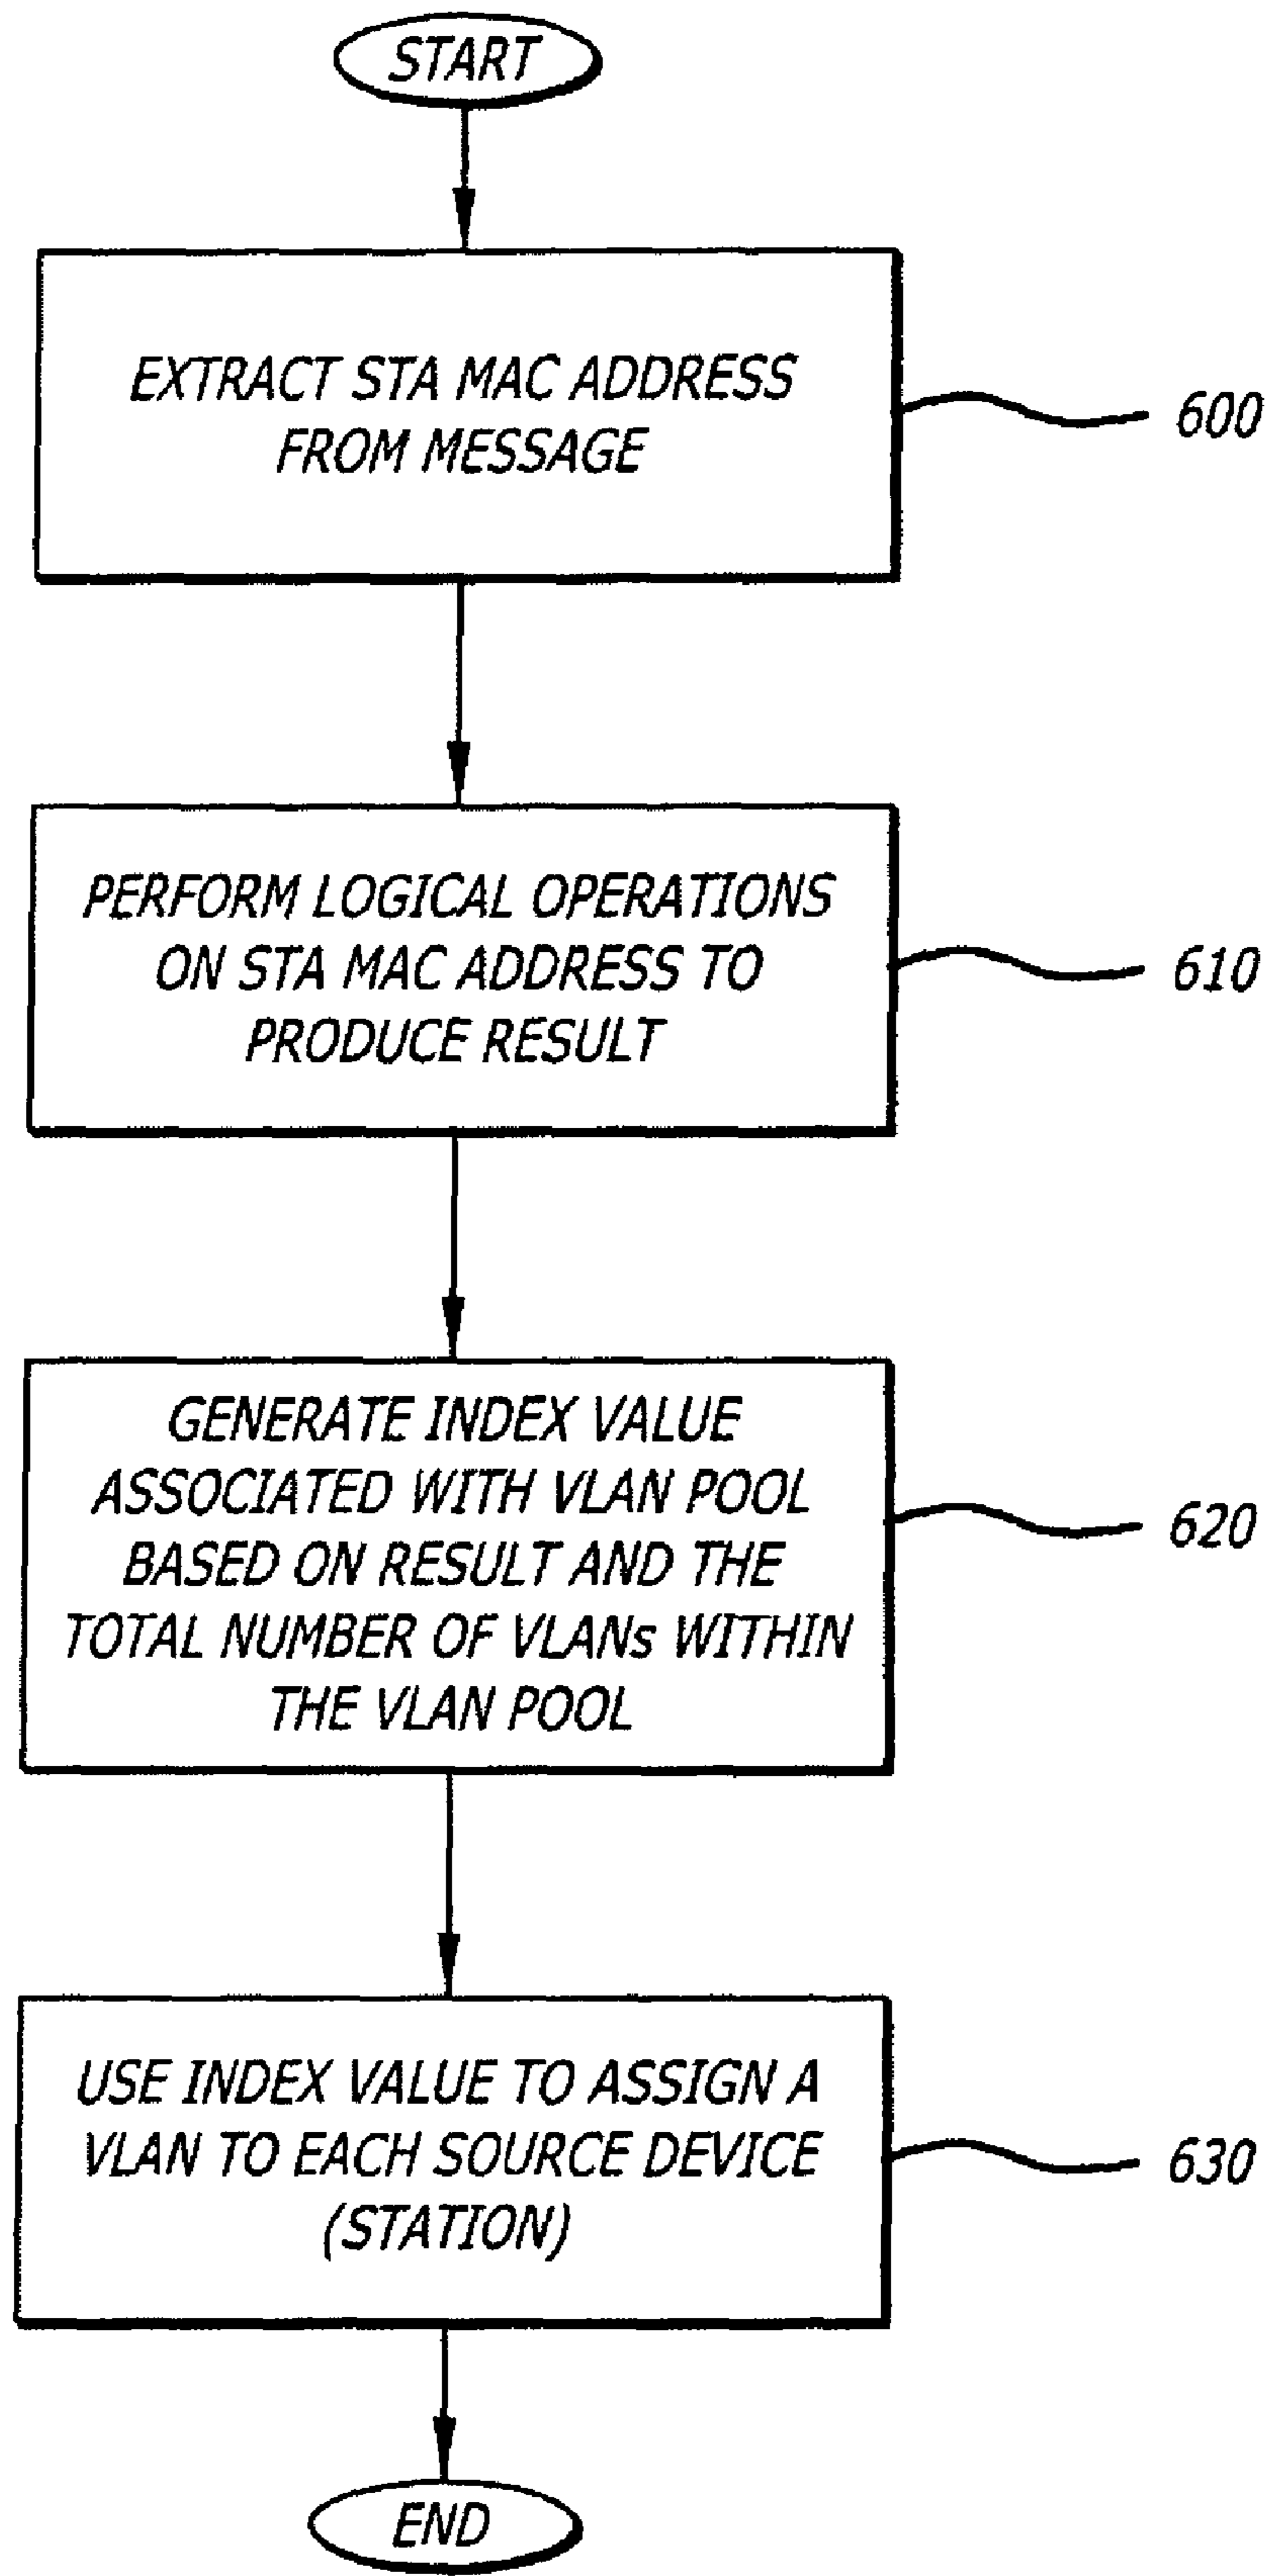 START
EXTRACT STA MAC ADDRESS
FROM MESSAGE
600
PERFORM LOGICAL OPERATIONS
ON STA MAC ADDRESS TO
PRODUCE RESULT
610
GENERATE INDEX VALUE
ASSOCIATED WITH VLAN POOL
BASED ON RESULT AND THE
TOTAL NUMBER OF VLANs WITHIN
THE VLAN POOL
620
USE INDEX VALUE TO ASSIGN A
VLAN TO EACH SOURCE DEVICE
(STATION)
630
END